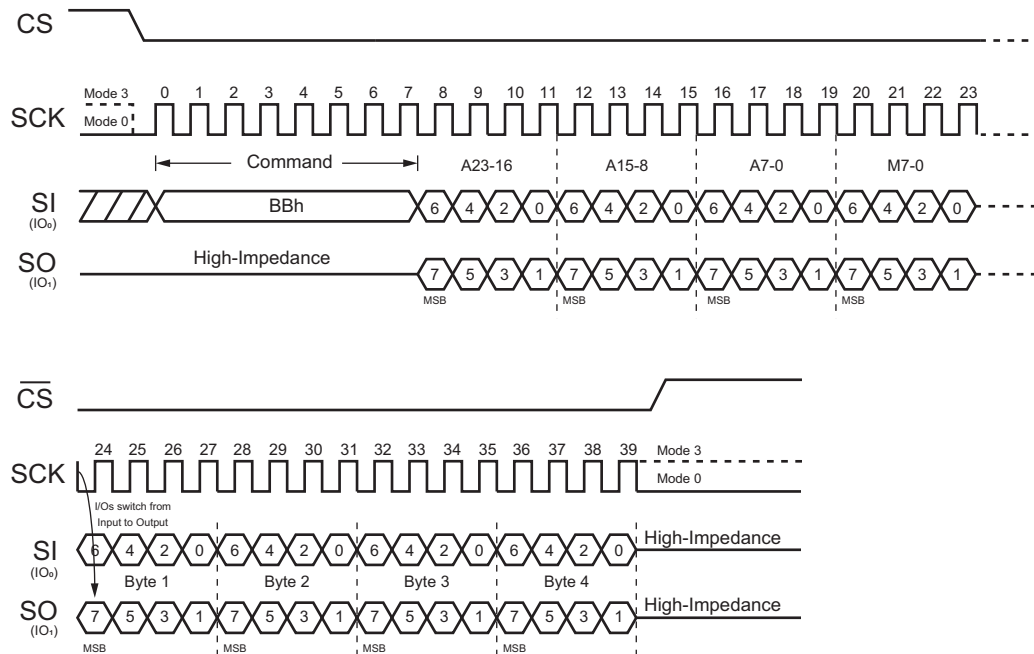 CS
Mode 3
0 1 2 3 4 5 6 7 8 9 10 11 12 13 14 15 16 17 18 19 20 21 22 23
SCK
Mode 0
Command A23-16 A15-8 A7-0 M7-0
SI
(IO₀)
BBh 6 4 2 0 6 4 2 0 6 4 2 0 6 4 2 0
High-Impedance
SO
(IO₁)
7 5 3 1 7 5 3 1 7 5 3 1 7 5 3 1
MSB MSB MSB MSB
CS
24 25 26 27 28 29 30 31 32 33 34 35 36 37 38 39 Mode 3
SCK
Mode 0
I/Os switch from
Input to Output
SI
(IO₀)
6 4 2 0 6 4 2 0 6 4 2 0 6 4 2 0 High-Impedance
Byte 1 Byte 2 Byte 3 Byte 4
SO
(IO₁)
7 5 3 1 7 5 3 1 7 5 3 1 7 5 3 1 High-Impedance
MSB MSB MSB MSB